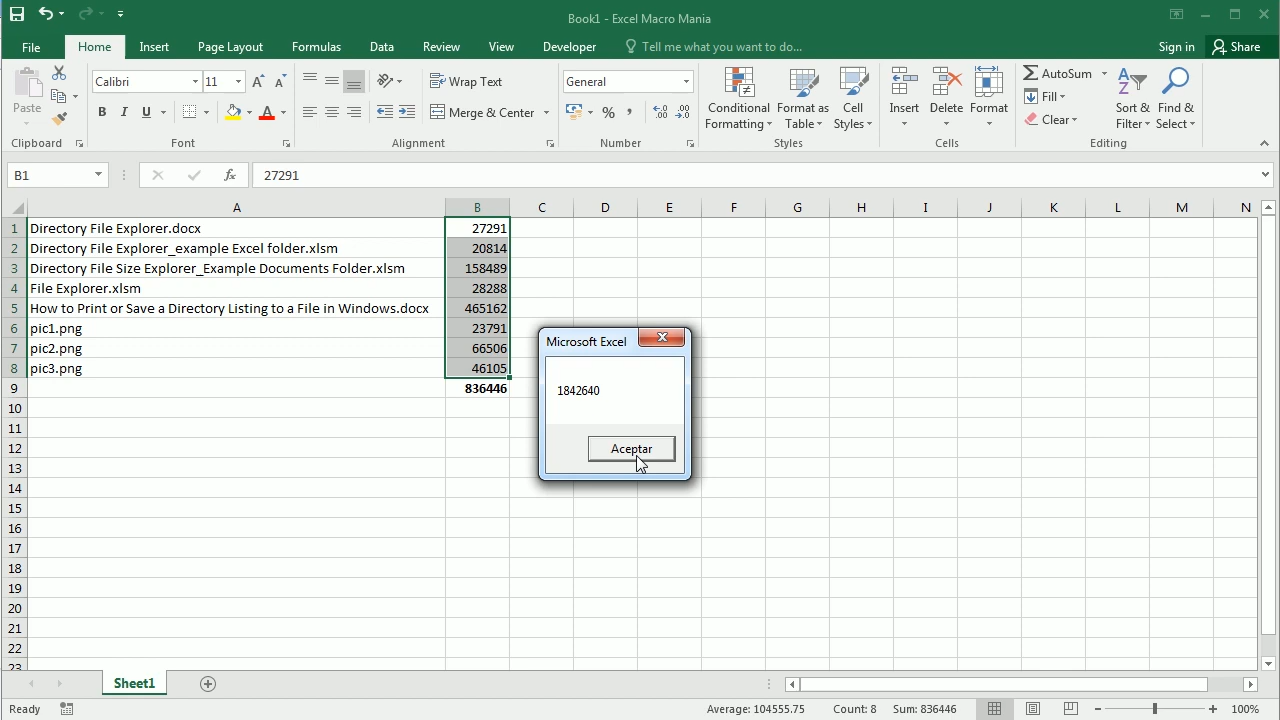 Book1 - Excel Macro Mania
File Home Insert Page Layout Formulas Data Review View Developer Tell me what you want to do... Sign in Share
Paste
Calibri 11
B I U
Wrap Text
Merge & Center
General
%
Conditional Formatting
Format as Table
Cell Styles
Insert
Delete
Format
AutoSum
Fill
Clear
Sort & Filter
Find & Select
Clipboard Font Alignment Number Styles Cells Editing
B1 fx 27291
A B C D E F G H I J K L M N
1 Directory File Explorer.docx 27291
2 Directory File Explorer_example Excel folder.xlsm 20814
3 Directory File Size Explorer_Example Documents Folder.xlsm 158489
4 File Explorer.xlsm 28288
5 How to Print or Save a Directory Listing to a File in Windows.docx 465162
6 pic1.png 23791
7 pic2.png 66506
8 pic3.png 46105
9 836446
10
11
12
13
14
15
16
17
18
19
20
21
22
23
Microsoft Excel
1842640
Aceptar
Sheet1
Ready Average: 104555.75 Count: 8 Sum: 836446 100%